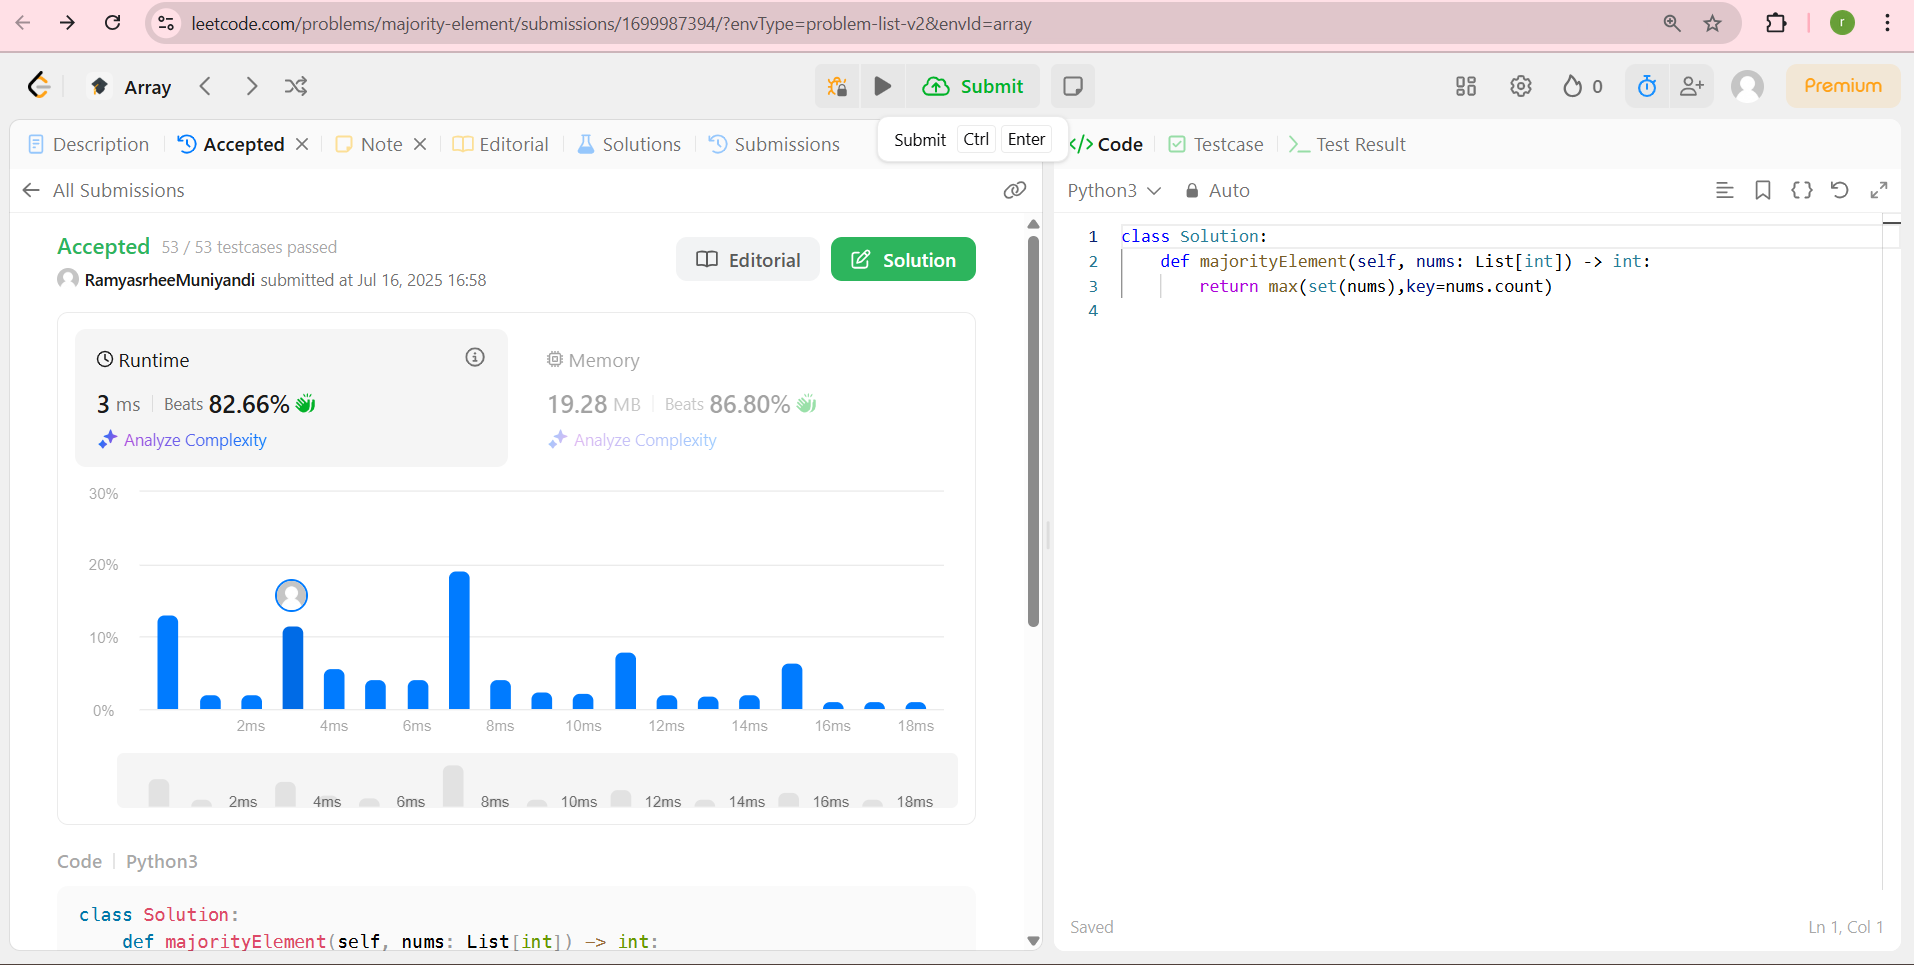 leetcode.com/problems/majority-element/submissions/1699987394/?envType=problem-list-v2&envId=array
r
Array
Submit
0
Premium
Description
Accepted
Note
Editorial
Solutions
Submissions
Submit Ctrl Enter
Code
Testcase
Test Result
All Submissions
Python3
Auto
Accepted 53 / 53 testcases passed
RamyasrheeMuniyandi submitted at Jul 16, 2025 16:58
Editorial
Solution
Runtime
3 ms Beats 82.66%
Analyze Complexity
Memory
19.28 MB Beats 86.80%
Analyze Complexity
30%
20%
10%
0%
2ms 4ms 6ms 8ms 10ms 12ms 14ms 16ms 18ms
2ms 4ms 6ms 8ms 10ms 12ms 14ms 16ms 18ms
Code Python3
class Solution:
def majorityElement(self, nums: List[int]) -> int:
1 class Solution:
2 def majorityElement(self, nums: List[int]) -> int:
3 return max(set(nums),key=nums.count)
4
Saved
Ln 1, Col 1